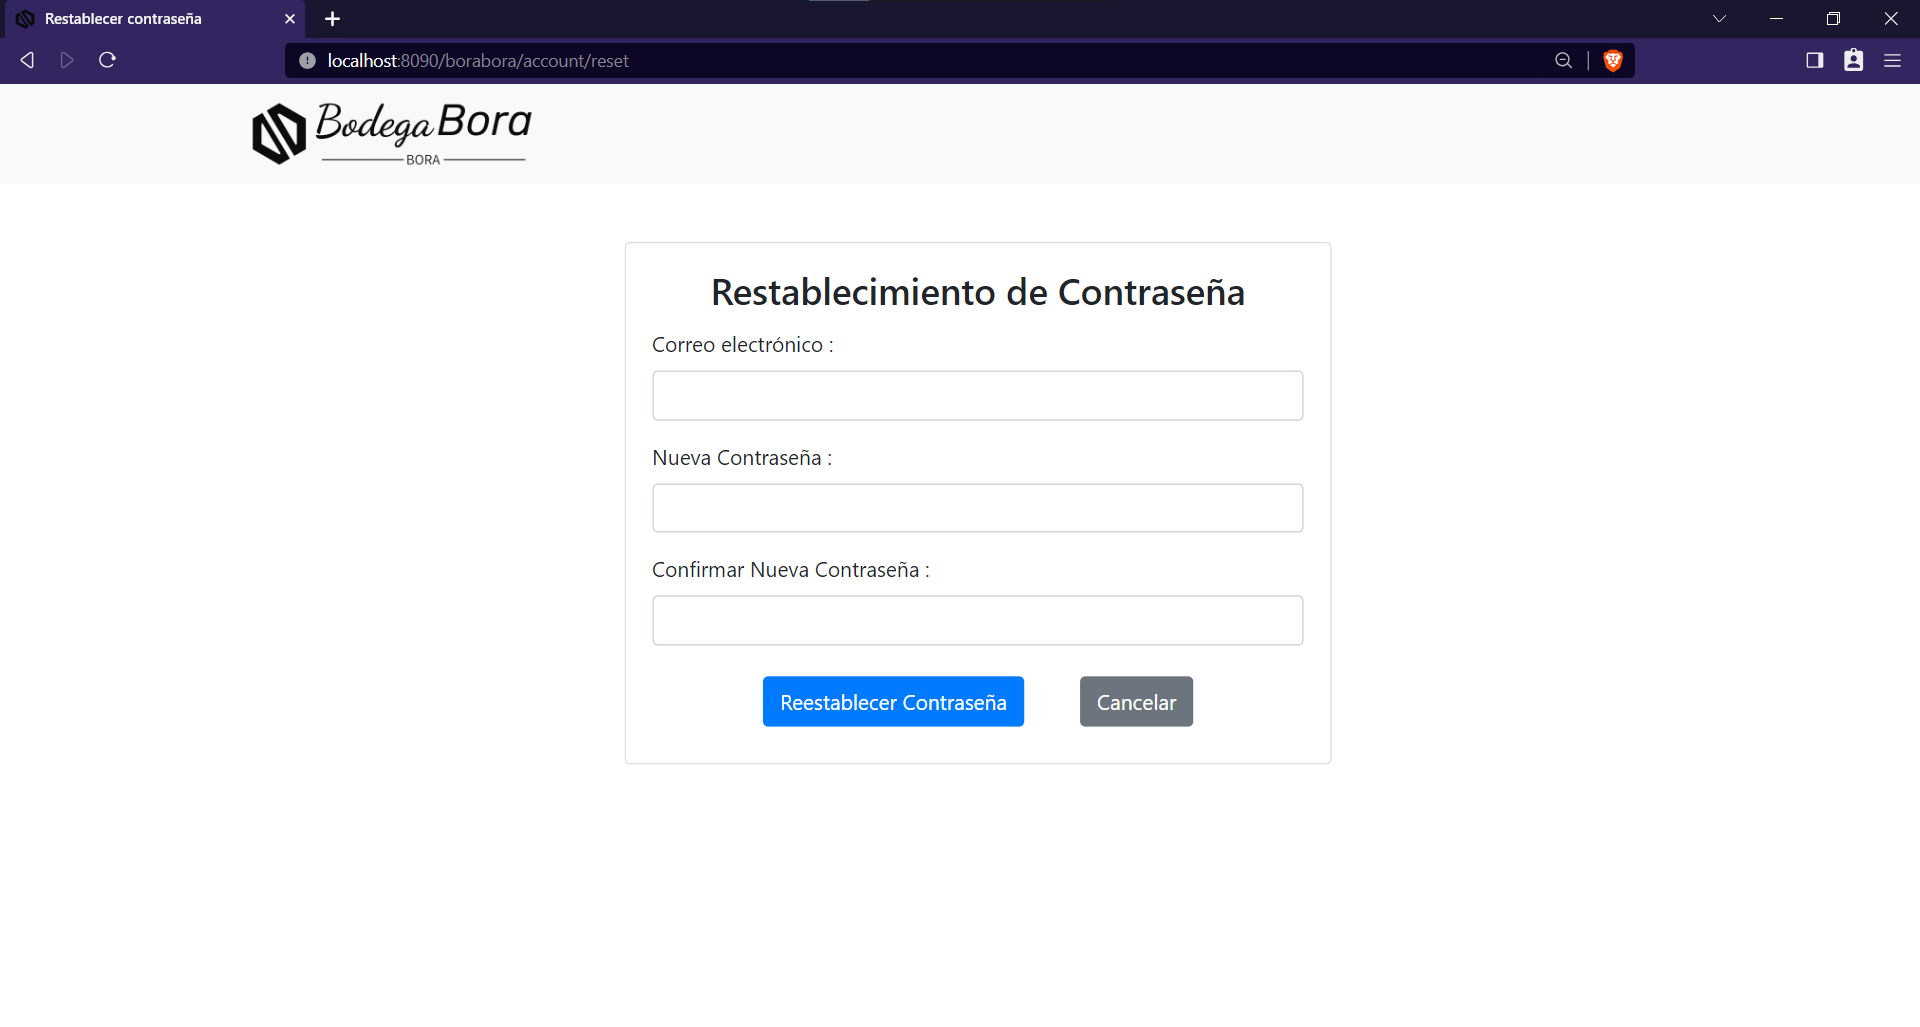 Restablecer contraseña
localhost:8090/borabora/account/reset
Bodega Bora
BORA
Restablecimiento de Contraseña
Correo electrónico :
Nueva Contraseña :
Confirmar Nueva Contraseña :
Reestablecer Contraseña
Cancelar